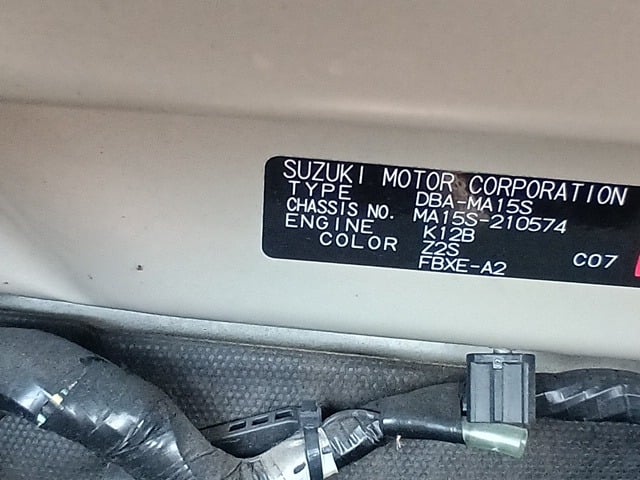 SUZUKI MOTOR CORPORATION
TYPE DBA-MA15S
CHASSIS NO. MA15S-210574
ENGINE K12B
COLOR Z2S
FBXE-A2 C07